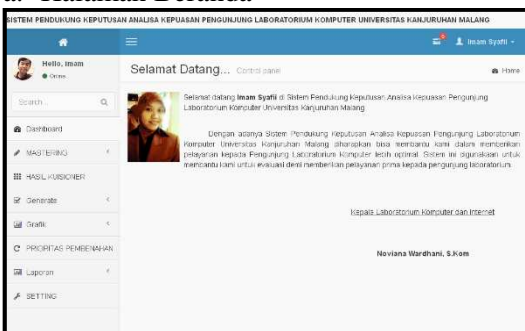 a. Halaman Beranda
SISTEM PENDUKUNG KEPUTUSAN ANALISA KEPUASAN PENGUNJUNG LABORATORIUM KOMPUTER UNIVERSITAS KANJURUHAN MALANG
Imam Syafii
Hello, Imam
Online
Selamat Datang... Control panel
Home
Search...
Selamat datang Imam Syafii di Sistem Pendukung Keputusan Analisa Kepuasan Pengunjung
Laboratorium Komputer Universitas Kanjuruhan Malang
Dashboard
MASTERING
HASIL KUISIONER
Generate
Grafik
PRIORITAS PEMBENAHAN
Laporan
SETTING
Dengan adanya Sistem Pendukung Keputusan Analisa Kepuasan Pengunjung Laboratorium
Komputer Universitas Kanjuruhan Malang diharapkan bisa membantu kami dalam memberikan
pelayanan kepada Pengunjung Laboratorium Komputer lebih optimal. Sistem ini digunakan untuk
membantu kami untuk evaluasi demi memberikan pelayanan prima kepada pengunjung laboratorium.
Kepala Laboratorium Komputer dan Internet
Noviana Wardhani, S.Kom